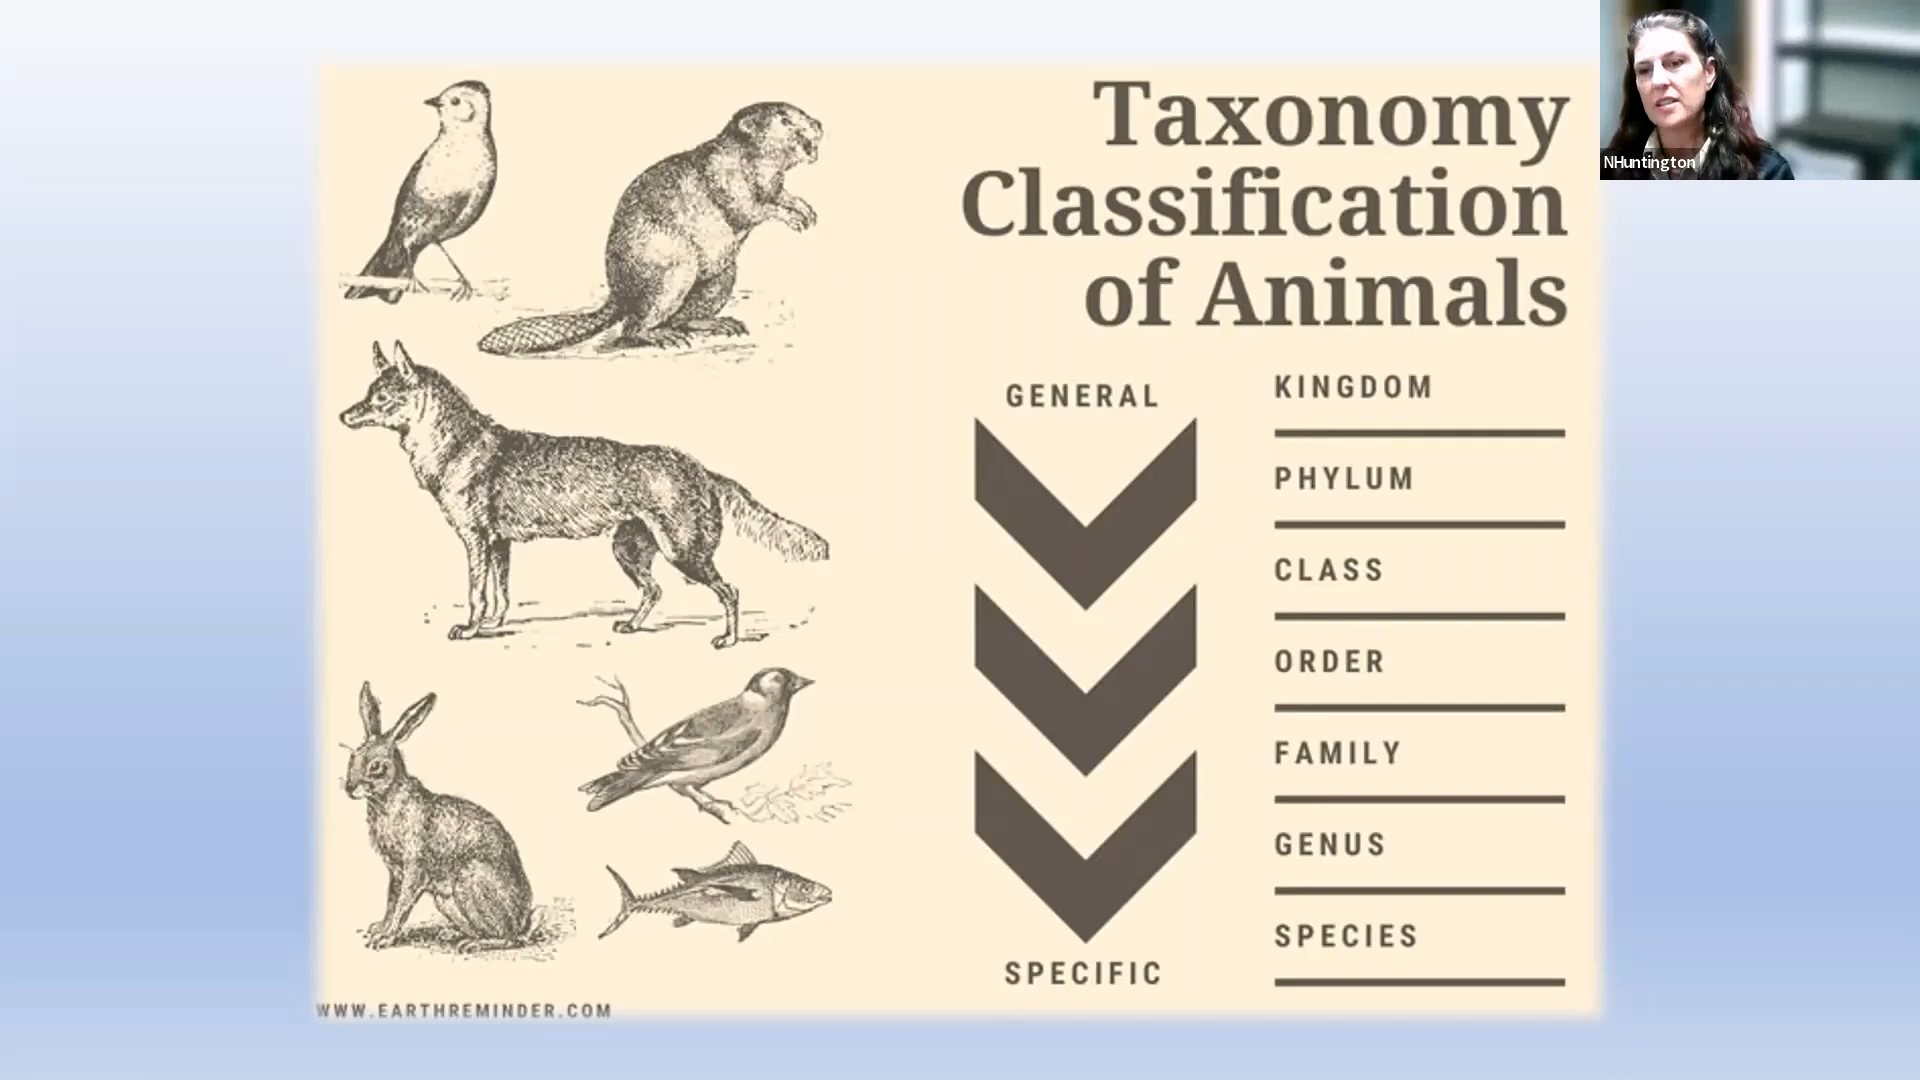 Taxonomy
Classification
of Animals
NHuntington
GENERAL
SPECIFIC
KINGDOM
PHYLUM
CLASS
ORDER
FAMILY
GENUS
SPECIES
WWW.EARTHREMINDER.COM